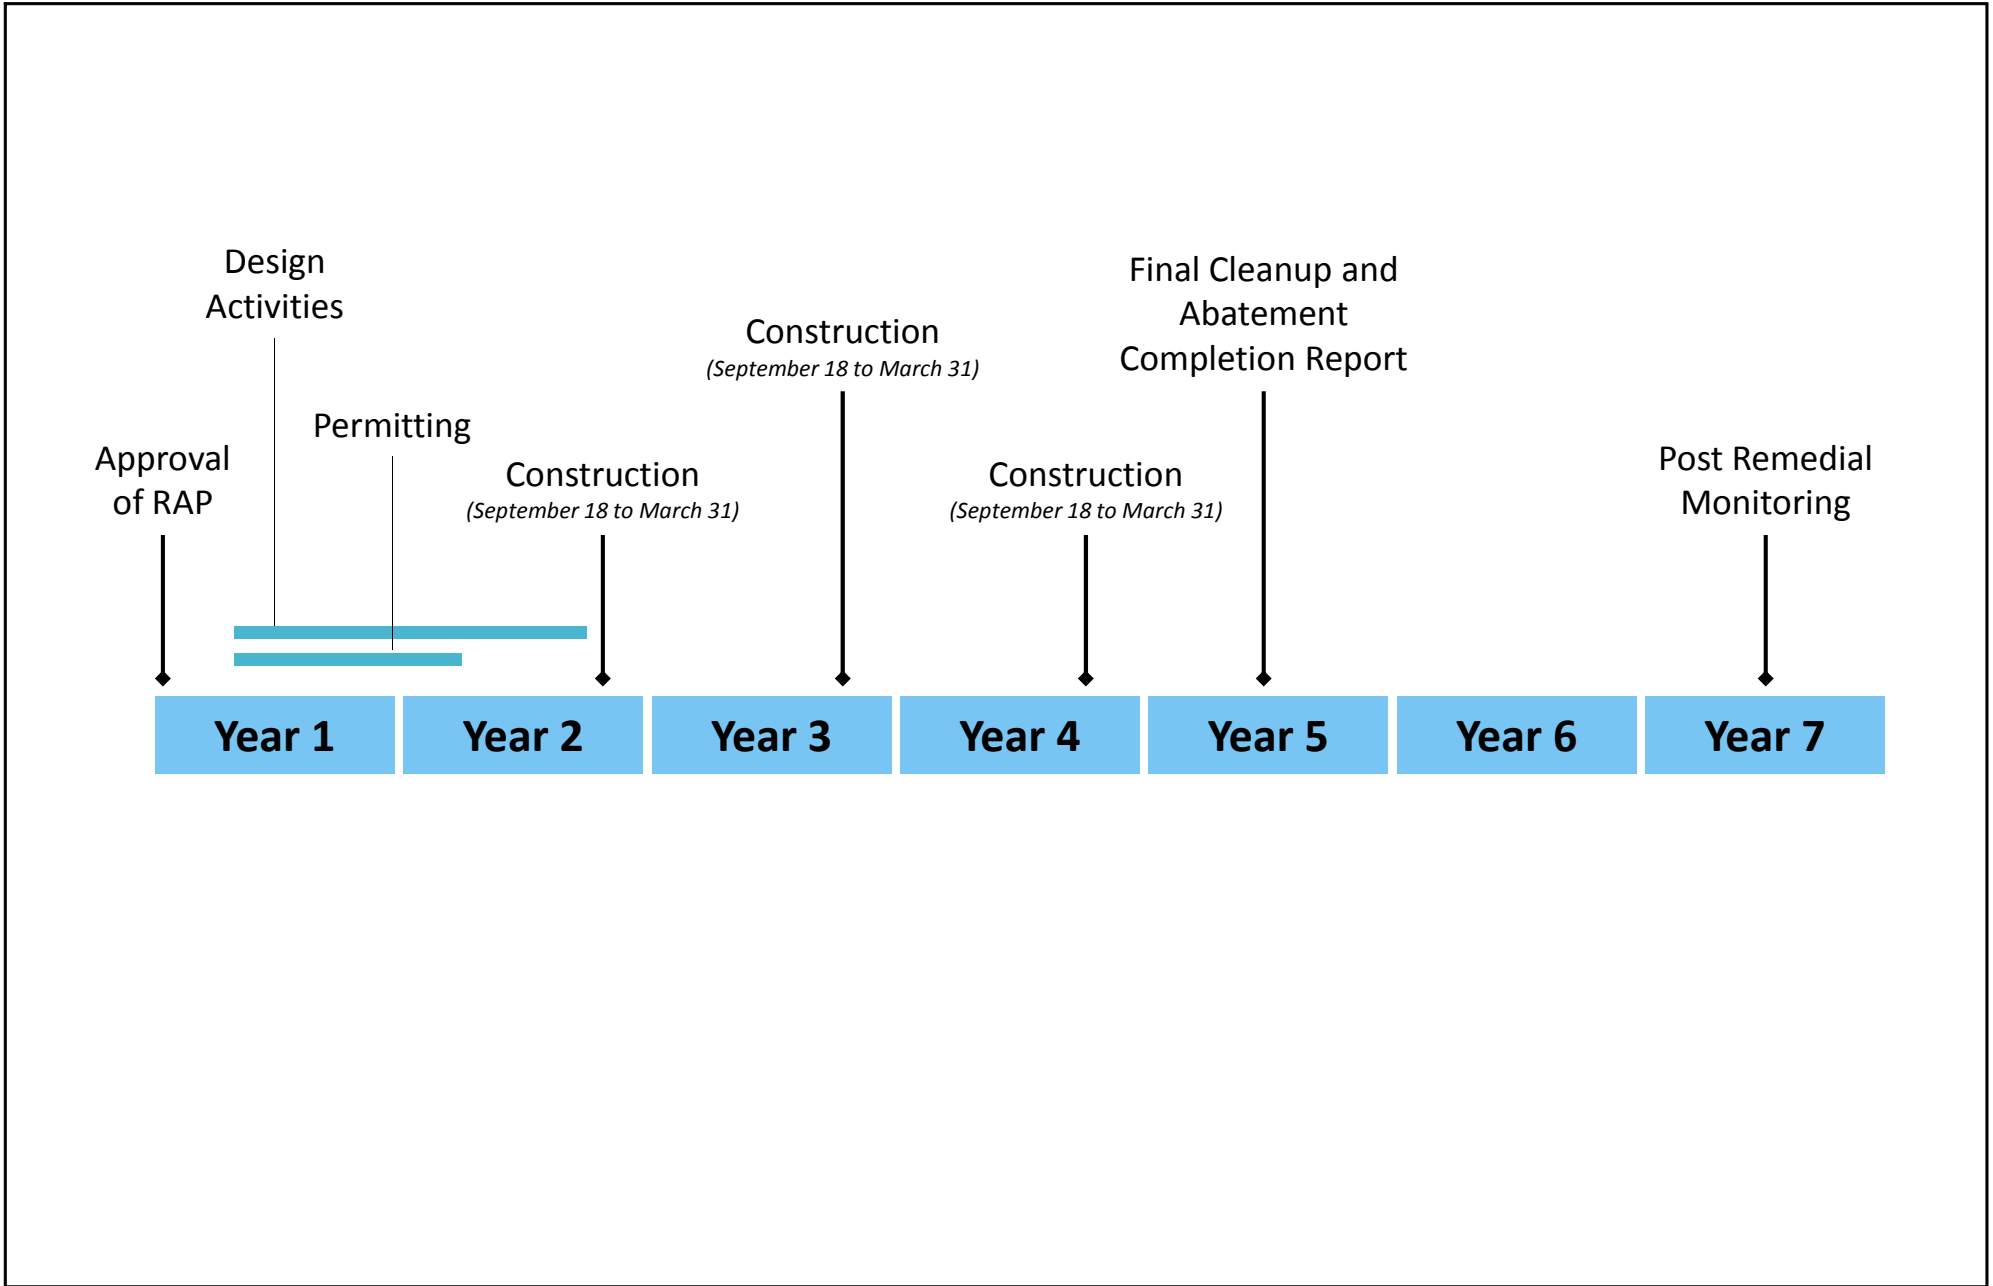 Design
Activities
Permitting
Approval
of RAP
Construction
(September 18 to March 31)
Construction
(September 18 to March 31)
Construction
(September 18 to March 31)
Final Cleanup and
Abatement
Completion Report
Post Remedial
Monitoring
Year 1
Year 2
Year 3
Year 4
Year 5
Year 6
Year 7